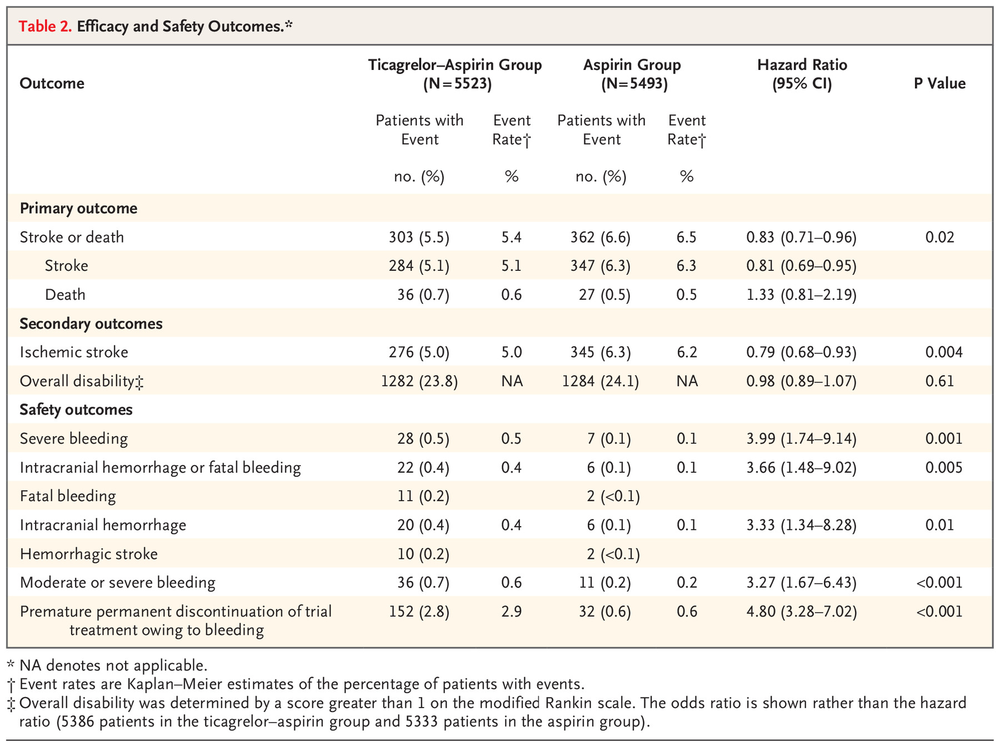 Table 2. Efficacy and Safety Outcomes.*
Outcome Ticagrelor–Aspirin Group (N=5523) Aspirin Group (N=5493) Hazard Ratio (95% CI) P Value
Patients with Event Event Rate† Patients with Event Event Rate†
no. (%) % no. (%) %
Primary outcome
Stroke or death 303 (5.5) 5.4 362 (6.6) 6.5 0.83 (0.71–0.96) 0.02
Stroke 284 (5.1) 5.1 347 (6.3) 6.3 0.81 (0.69–0.95)
Death 36 (0.7) 0.6 27 (0.5) 0.5 1.33 (0.81–2.19)
Secondary outcomes
Ischemic stroke 276 (5.0) 5.0 345 (6.3) 6.2 0.79 (0.68–0.93) 0.004
Overall disability‡ 1282 (23.8) NA 1284 (24.1) NA 0.98 (0.89–1.07) 0.61
Safety outcomes
Severe bleeding 28 (0.5) 0.5 7 (0.1) 0.1 3.99 (1.74–9.14) 0.001
Intracranial hemorrhage or fatal bleeding 22 (0.4) 0.4 6 (0.1) 0.1 3.66 (1.48–9.02) 0.005
Fatal bleeding 11 (0.2) 2 (<0.1)
Intracranial hemorrhage 20 (0.4) 0.4 6 (0.1) 0.1 3.33 (1.34–8.28) 0.01
Hemorrhagic stroke 10 (0.2) 2 (<0.1)
Moderate or severe bleeding 36 (0.7) 0.6 11 (0.2) 0.2 3.27 (1.67–6.43) <0.001
Premature permanent discontinuation of trial 152 (2.8) 2.9 32 (0.6) 0.6 4.80 (3.28–7.02) <0.001
treatment owing to bleeding
* NA denotes not applicable.
† Event rates are Kaplan–Meier estimates of the percentage of patients with events.
‡ Overall disability was determined by a score greater than 1 on the modified Rankin scale. The odds ratio is shown rather than the hazard
ratio (5386 patients in the ticagrelor–aspirin group and 5333 patients in the aspirin group).